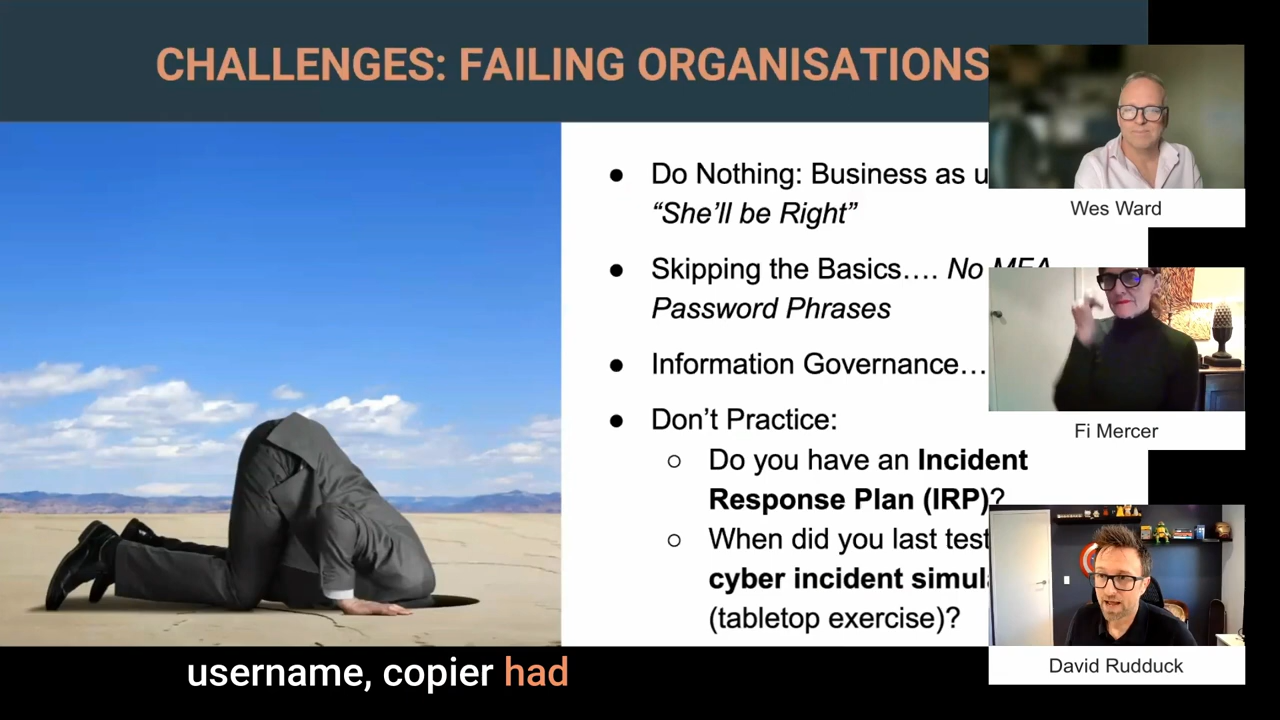 CHALLENGES: FAILING ORGANISATIONS
● Do Nothing: Business as u
“She’ll be Right”
● Skipping the Basics…. No MFA
Password Phrases
● Information Governance…
● Don’t Practice:
○ Do you have an Incident
Response Plan (IRP)?
○ When did you last test
cyber incident simul
(tabletop exercise)?
Wes Ward
Fi Mercer
David Rudduck
username, copier had